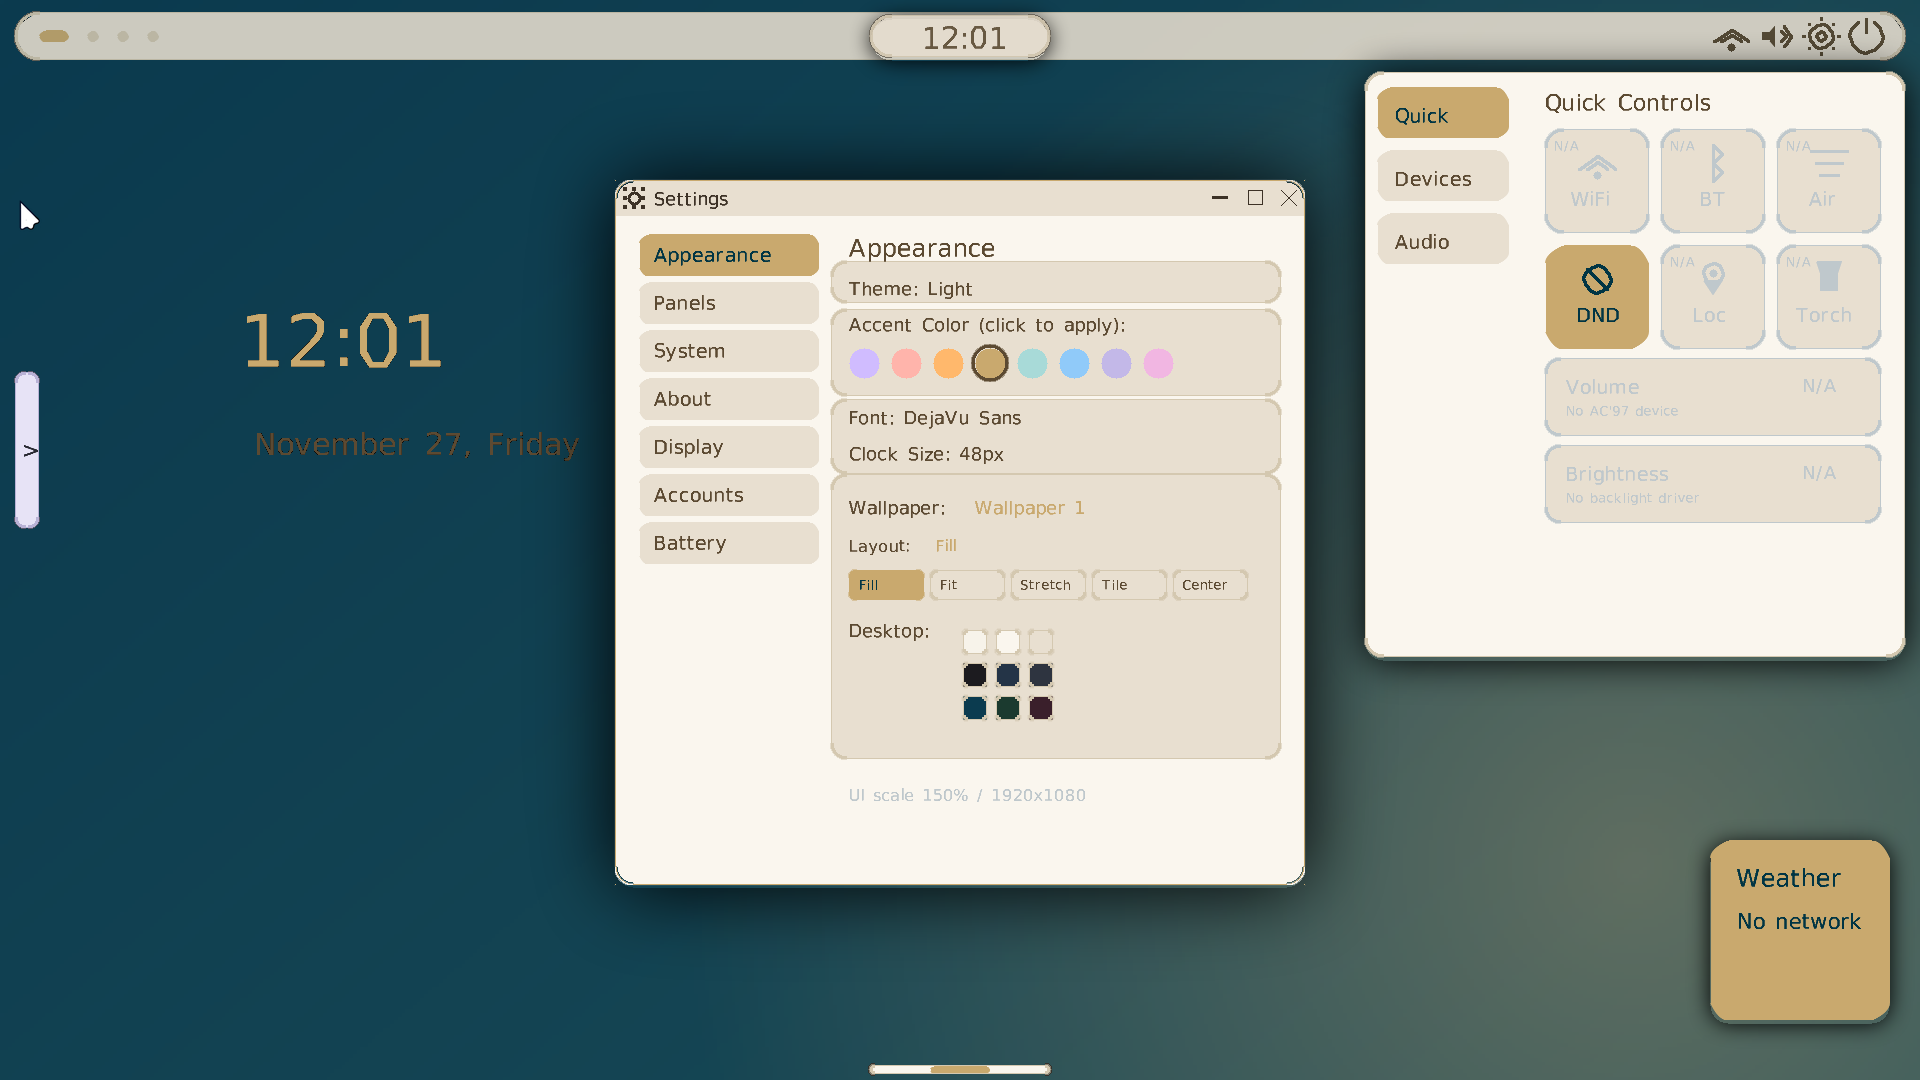 12:01
12:01
November 27, Friday
>
Settings
Appearance
Panels
System
About
Display
Accounts
Battery
Appearance
Theme: Light
Accent Color (click to apply):
Font: DejaVu Sans
Clock Size: 48px
Wallpaper: Wallpaper 1
Layout: Fill
Fill Fit Stretch Tile Center
Desktop:
UI scale 150% / 1920x1080
Quick
Devices
Audio
Quick Controls
N/A N/A N/A
WiFi BT Air
N/A N/A
DND Loc Torch
Volume N/A
No AC'97 device
Brightness N/A
No backlight driver
Weather
No network